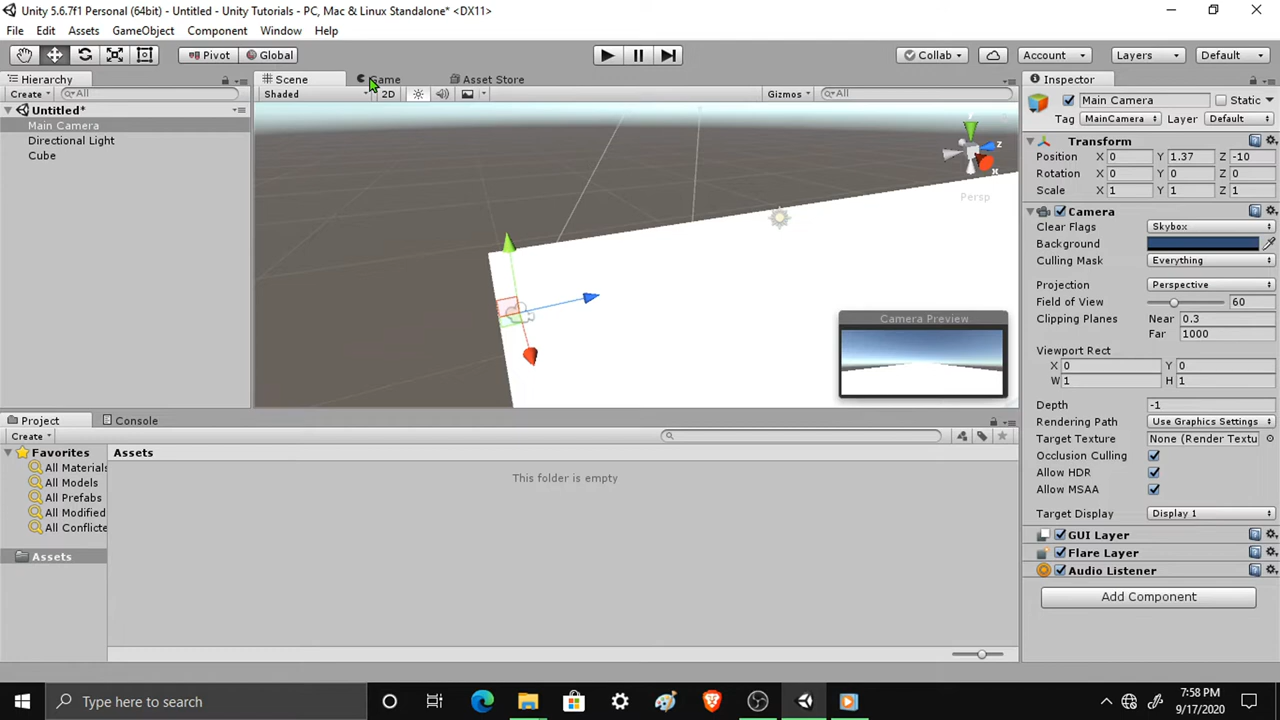 Unity 5.6.7f1 Personal (64bit) - Untitled - Unity Tutorials - PC, Mac & Linux Standalone* <DX11>
File Edit Assets GameObject Component Window Help
Pivot Global Collab Account Layers Default
Hierarchy
Create All
Untitled*
Main Camera
Directional Light
Cube
Scene Game Asset Store
Shaded 2D Gizmos All
y
z
x
Persp
Camera Preview
Inspector
Main Camera Static
Tag MainCamera Layer Default
Transform
Position X 0 Y 1.37 Z -10
Rotation X 0 Y 0 Z 0
Scale X 1 Y 1 Z 1
Camera
Clear Flags Skybox
Background
Culling Mask Everything
Projection Perspective
Field of View 60
Clipping Planes Near 0.3
Far 1000
Viewport Rect
X 0 Y 0
W 1 H 1
Depth -1
Rendering Path Use Graphics Settings
Target Texture None (Render Textu
Occlusion Culling
Allow HDR
Allow MSAA
Target Display Display 1
GUI Layer
Flare Layer
Audio Listener
Add Component
Project Console
Create
Favorites
All Materials
All Models
All Prefabs
All Modified
All Conflicte
Assets
Assets
This folder is empty
Type here to search
7:58 PM
9/17/2020